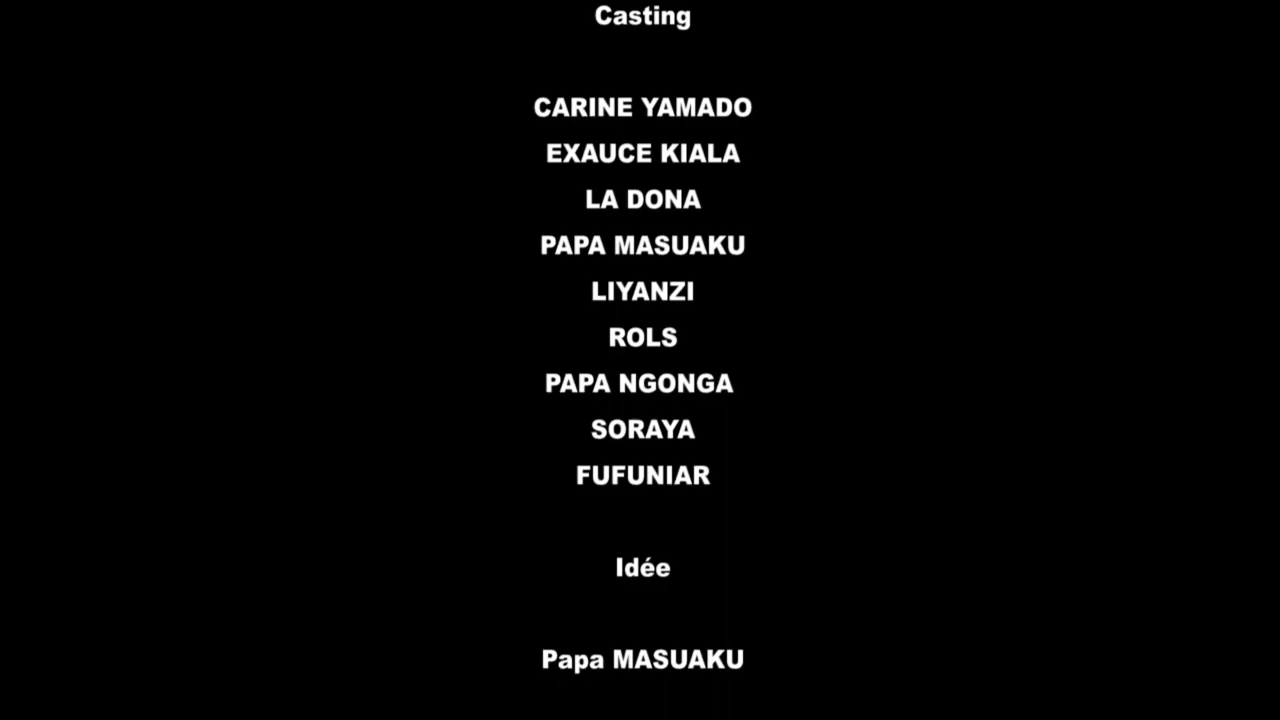 Casting
CARINE YAMADO
EXAUCE KIALA
LA DONA
PAPA MASUAKU
LIYANZI
ROLS
PAPA NGONGA
SORAYA
FUFUNIAR
Idée
Papa MASUAKU